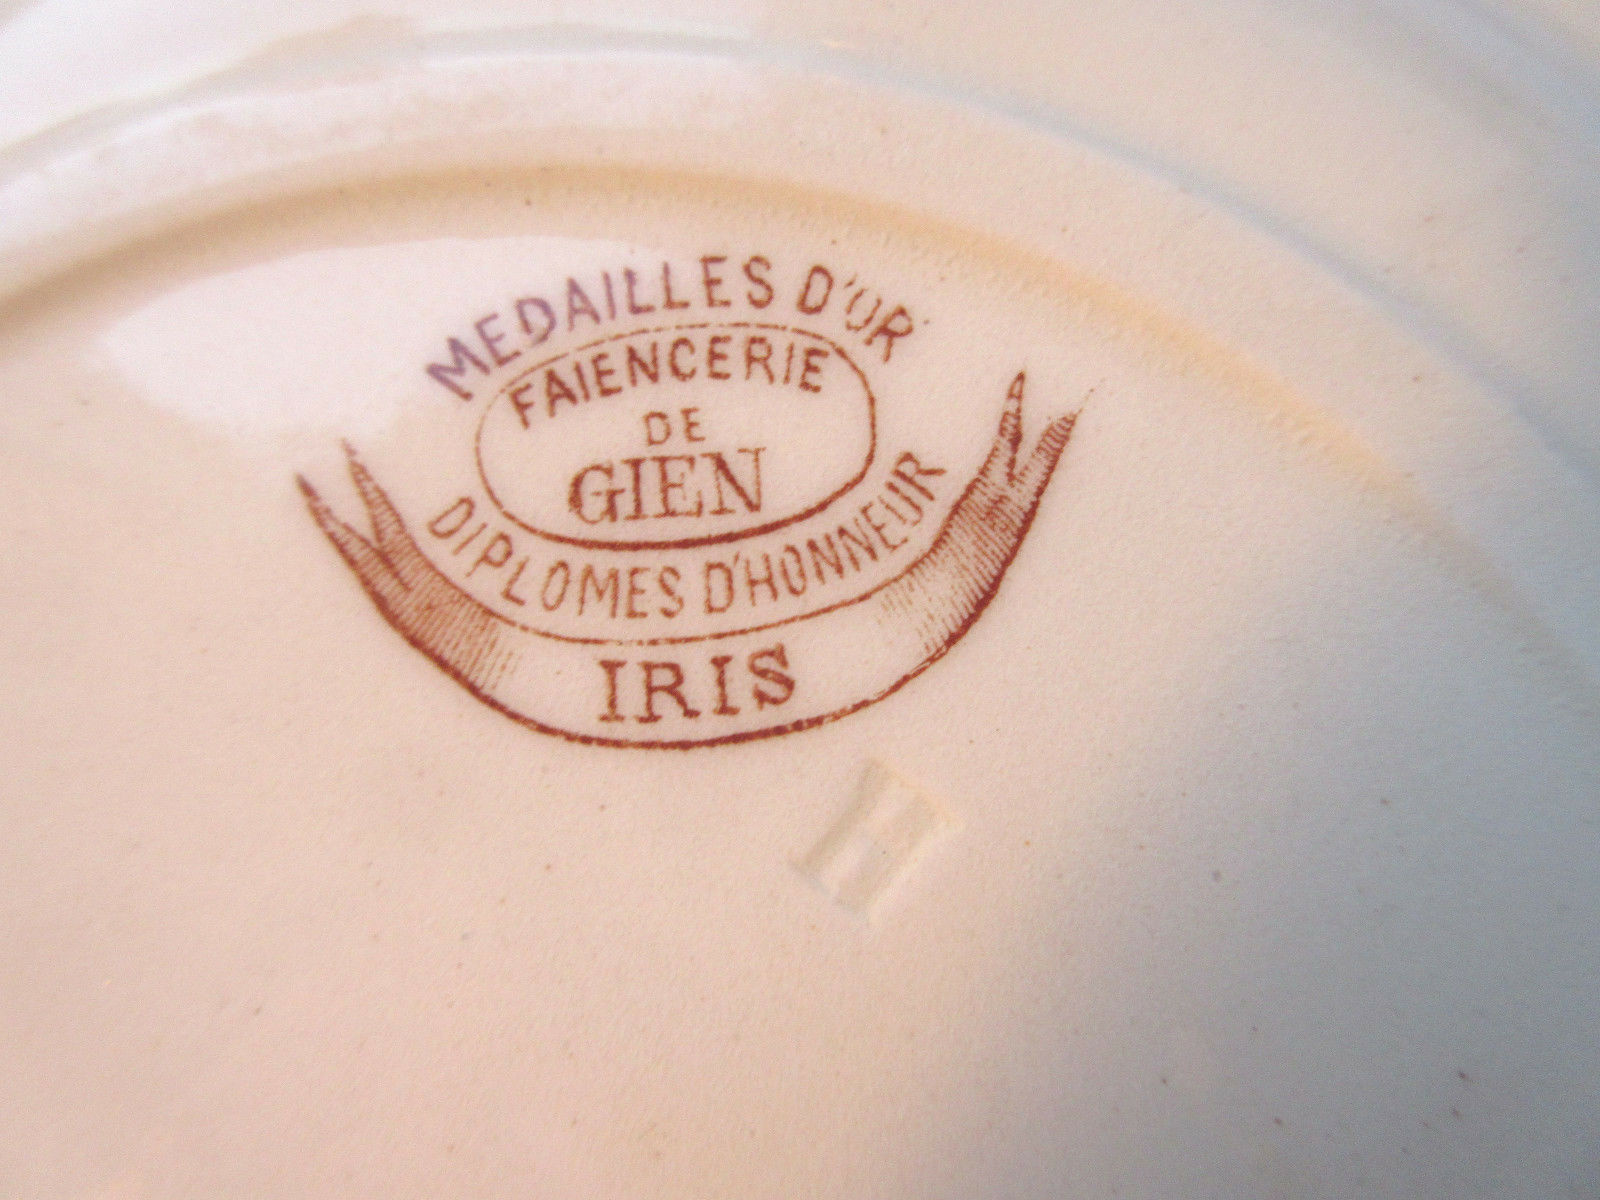 MEDAILLES D'OR
FAIENCERIE
DE
GIEN
DIPLOMES D'HONNEUR
IRIS
H